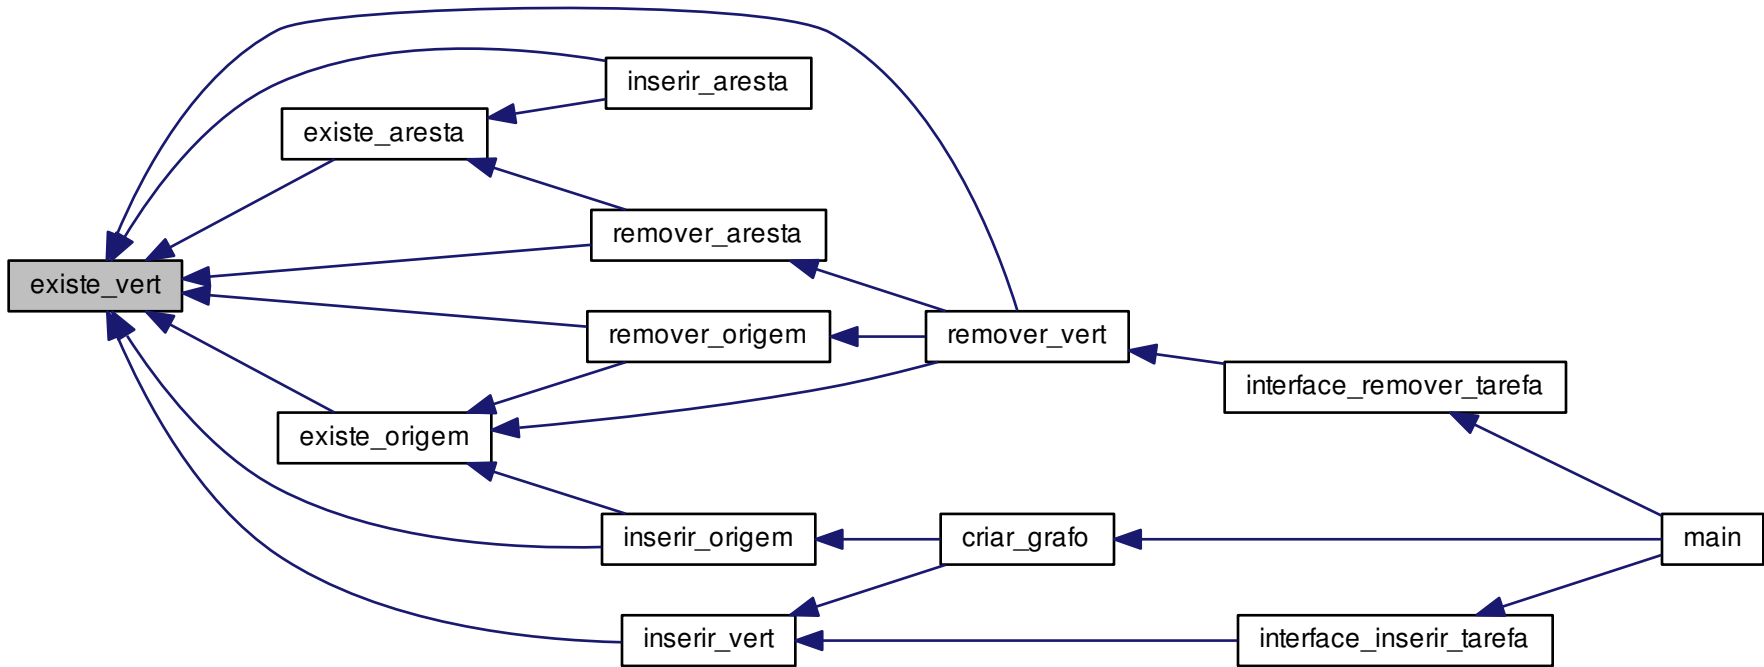 inserir_aresta
existe_aresta
remover_aresta
existe_vert
remover_origem
remover_vert
interface_remover_tarefa
existe_origem
inserir_origem
criar_grafo
main
inserir_vert
interface_inserir_tarefa